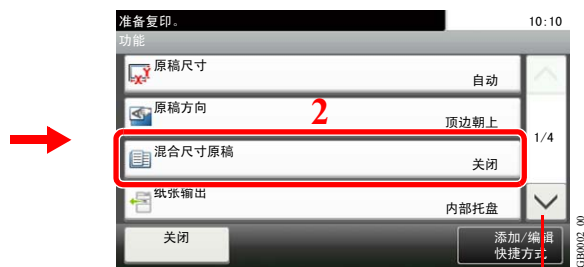 准备复印。
10:10
功能
原稿尺寸
自动
原稿方向
顶边朝上
2
1/4
混合尺寸原稿
关闭
纸张输出
内部托盘
关闭
添加/编辑
快捷方式
GR0002_00